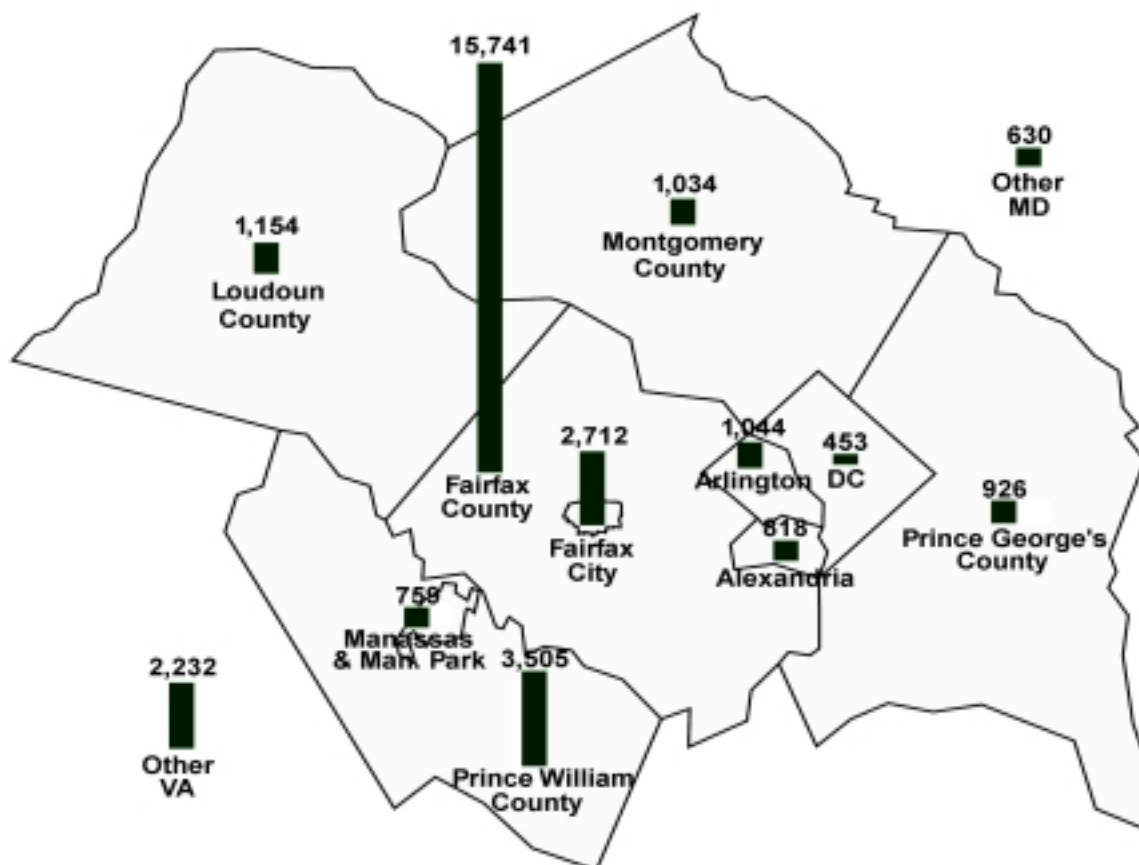 15,741
Fairfax
County
630
Other
MD
1,034
Montgomery
County
1,154
Loudoun
County
2,712
Fairfax
City
1,044
Arlington
453
DC
926
Prince George's
County
818
Alexandria
759
Manassas
& Man. Park
3,505
Prince William
County
2,232
Other
VA